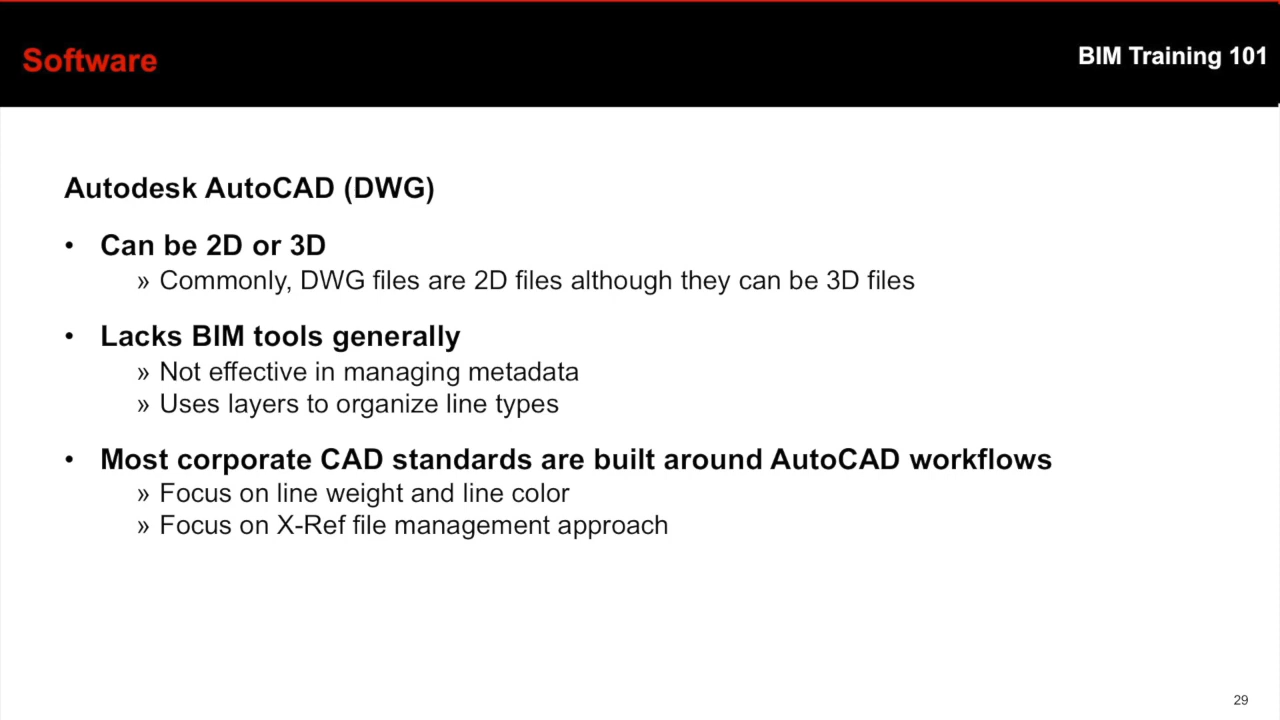 Software
BIM Training 101
Autodesk AutoCAD (DWG)
• Can be 2D or 3D
» Commonly, DWG files are 2D files although they can be 3D files
• Lacks BIM tools generally
» Not effective in managing metadata
» Uses layers to organize line types
• Most corporate CAD standards are built around AutoCAD workflows
» Focus on line weight and line color
» Focus on X-Ref file management approach
29